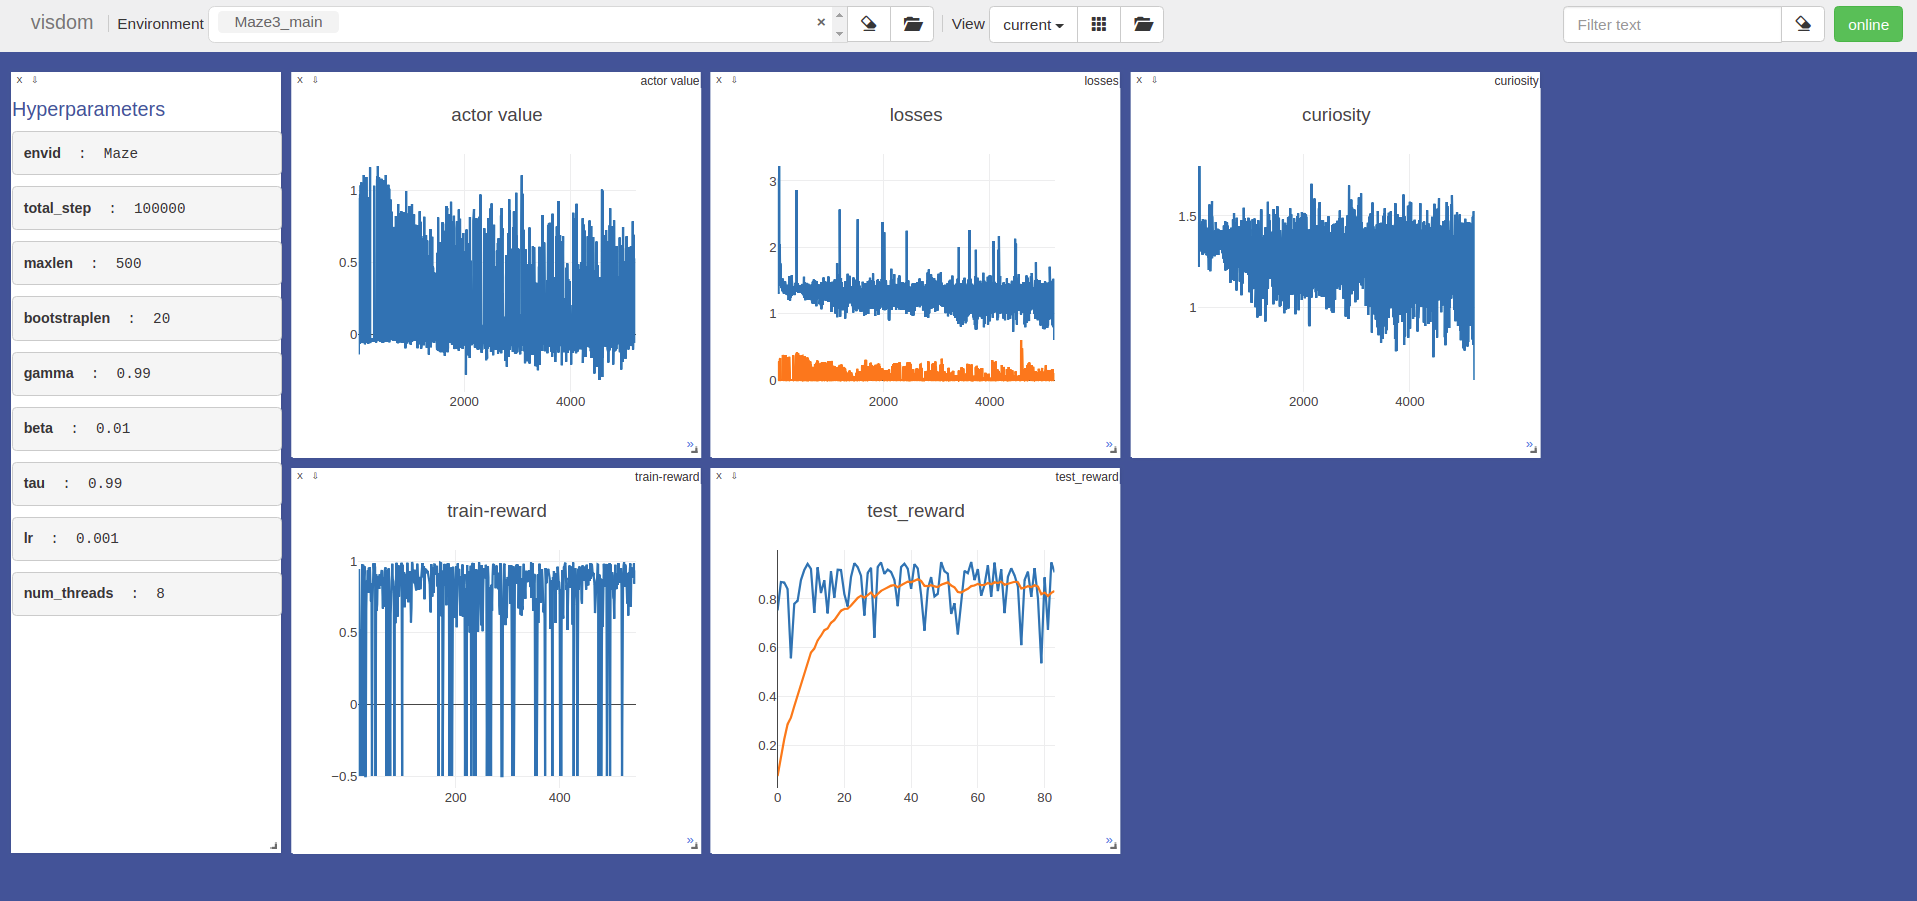 visdom Environment Maze3_main × View current Filter text online
x ⇩
Hyperparameters
envid : Maze
total_step : 100000
maxlen : 500
bootstraplen : 20
gamma : 0.99
beta : 0.01
tau : 0.99
lr : 0.001
num_threads : 8
x ⇩ actor value
actor value
1
0.5
0
2000 4000
»
x ⇩ losses
losses
3
2
1
0
2000 4000
»
x ⇩ curiosity
curiosity
1.5
1
2000 4000
»
x ⇩ train-reward
train-reward
1
0.5
0
−0.5
200 400
»
x ⇩ test_reward
test_reward
0.8
0.6
0.4
0.2
0 20 40 60 80
»